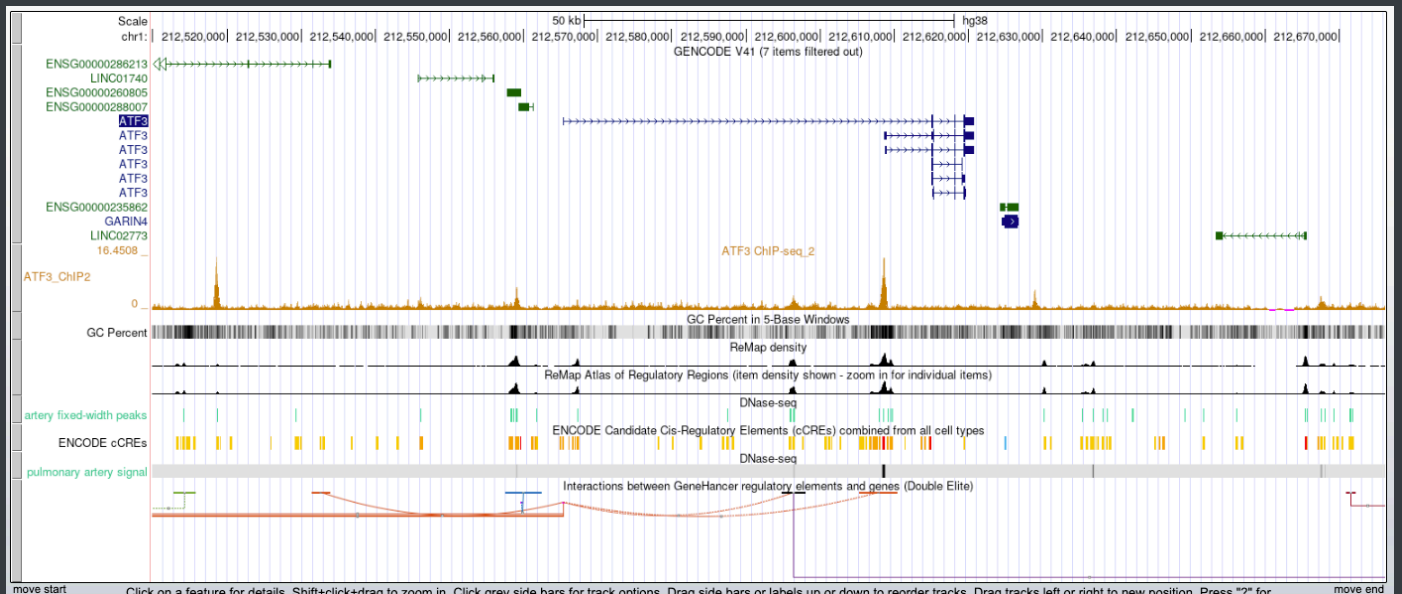 Scale 50 kb hg38
chr1: 212,520,000 212,530,000 212,540,000 212,550,000 212,560,000 212,570,000 212,580,000 212,590,000 212,600,000 212,610,000 212,620,000 212,630,000 212,640,000 212,650,000 212,660,000 212,670,000
GENCODE V41 (7 items filtered out)
ENSG00000286213
LINC01740
ENSG00000260805
ENSG00000288007
ATF3
ATF3
ATF3
ATF3
ATF3
ATF3
ENSG00000235862
GARIN4
LINC02773
16.4508 _ ATF3 ChIP-seq_2
ATF3_ChIP2
0 _
GC Percent in 5-Base Windows
GC Percent
ReMap density
ReMap Atlas of Regulatory Regions (item density shown - zoom in for individual items)
DNase-seq
artery fixed-width peaks
ENCODE Candidate Cis-Regulatory Elements (cCREs) combined from all cell types
ENCODE cCREs
DNase-seq
pulmonary artery signal
Interactions between GeneHancer regulatory elements and genes (Double Elite)
move start Click on a feature for details. Shift+click+drag to zoom in. Click grey side bars for track options. Drag side bars or labels up or down to reorder tracks. Drag tracks left or right to new position. Press "?" for move end